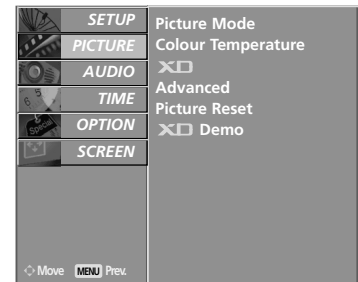 SETUP
PICTURE
AUDIO
TIME
OPTION
Special
SCREEN
Move MENU Prev.
Picture Mode
Colour Temperature
XD
Advanced
Picture Reset
XD Demo